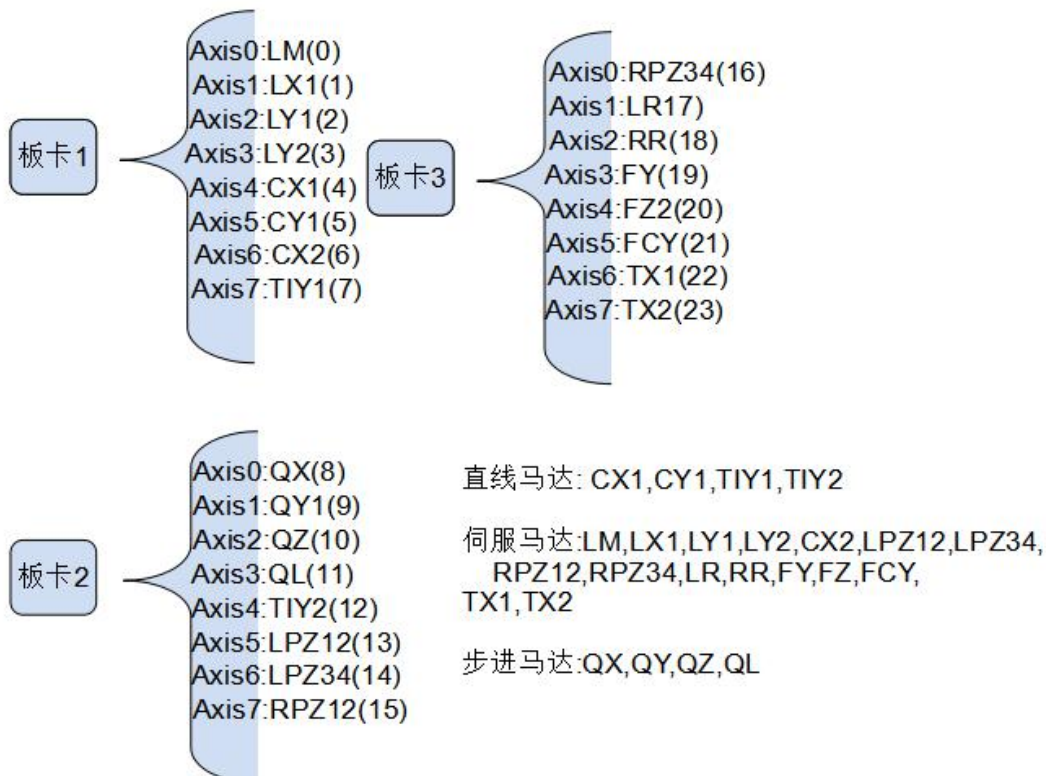 板卡1
Axis0:LM(0)
Axis1:LX1(1)
Axis2:LY1(2)
Axis3:LY2(3)
Axis4:CX1(4)
Axis5:CY1(5)
Axis6:CX2(6)
Axis7:TIY1(7)
板卡3
Axis0:RPZ34(16)
Axis1:LR17)
Axis2:RR(18)
Axis3:FY(19)
Axis4:FZ2(20)
Axis5:FCY(21)
Axis6:TX1(22)
Axis7:TX2(23)
板卡2
Axis0:QX(8)
Axis1:QY1(9)
Axis2:QZ(10)
Axis3:QL(11)
Axis4:TIY2(12)
Axis5:LPZ12(13)
Axis6:LPZ34(14)
Axis7:RPZ12(15)
直线马达: CX1,CY1,TIY1,TIY2
伺服马达:LM,LX1,LY1,LY2,CX2,LPZ12,LPZ34,
RPZ12,RPZ34,LR,RR,FY,FZ,FCY,
TX1,TX2
步进马达:QX,QY,QZ,QL